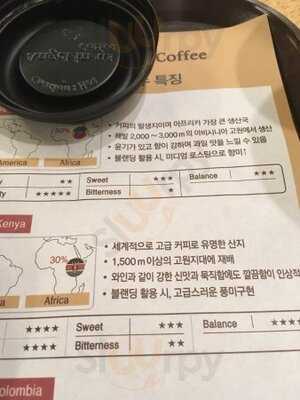 Coffee
특징
• 커피의 발생지이며 아프리카 가장 큰 생산국
• 해발 2,000~3,000m의 아비시니아 고원에서 생산
• 윤기가 있고 향이 강하며 과일 맛을 느낄 수 있음
• 블랜딩 활용 시, 미디엄 로스팅으로 향미!
America
Africa
★★ Sweet ★★★ Balance ★★★
★★★★★ Bitterness ★
Kenya
30%
• 세계적으로 고급 커피로 유명한 산지
• 1,500m이상의 고원지대에 재배
• 와인과 같이 강한 신맛과 묵직함에도 깔끔함이 인상적
• 블랜딩 활용 시, 고급스러운 풍미구현
Africa
★★★★ Sweet ★★★ Balance ★★★★
★★★★ Bitterness ★★
Colombia